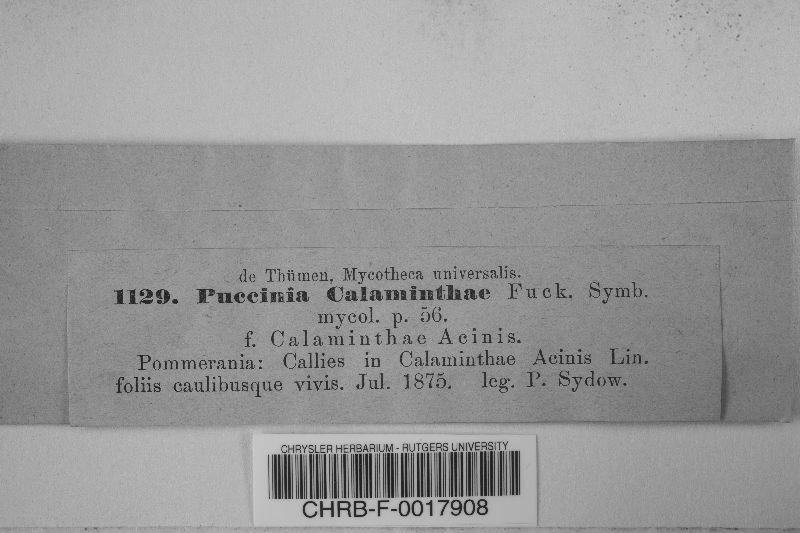 de Thümen, Mycotheca universalis.
1129. Puccinia Calaminthae Fuck. Symb.
mycol. p. 56.
f. Calaminthae Acinis.
Pommerania: Callies in Calaminthae Acinis Lin.
foliis caulibusque vivis. Jul. 1875. leg. P. Sydow.
CHRYSLER HERBARIUM - RUTGERS UNIVERSITY
CHRB-F-0017908